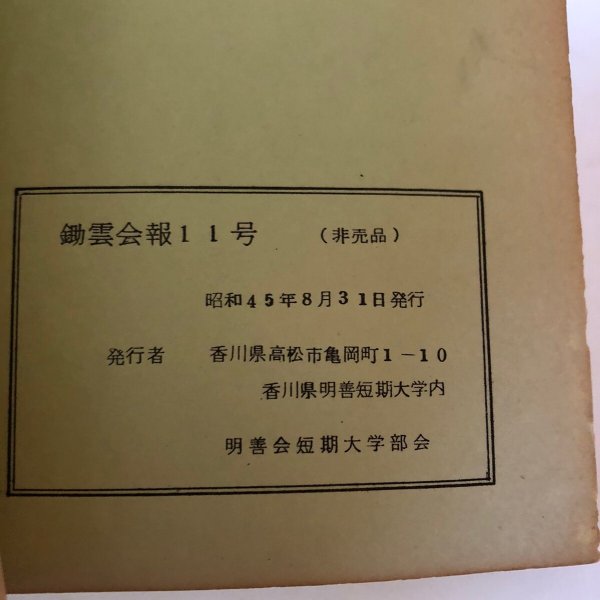 鋤雲会報11号 (非売品)
昭和45年8月31日発行
発行者 香川県高松市亀岡町1-10
香川県明善短期大学内
明善会短期大学部会